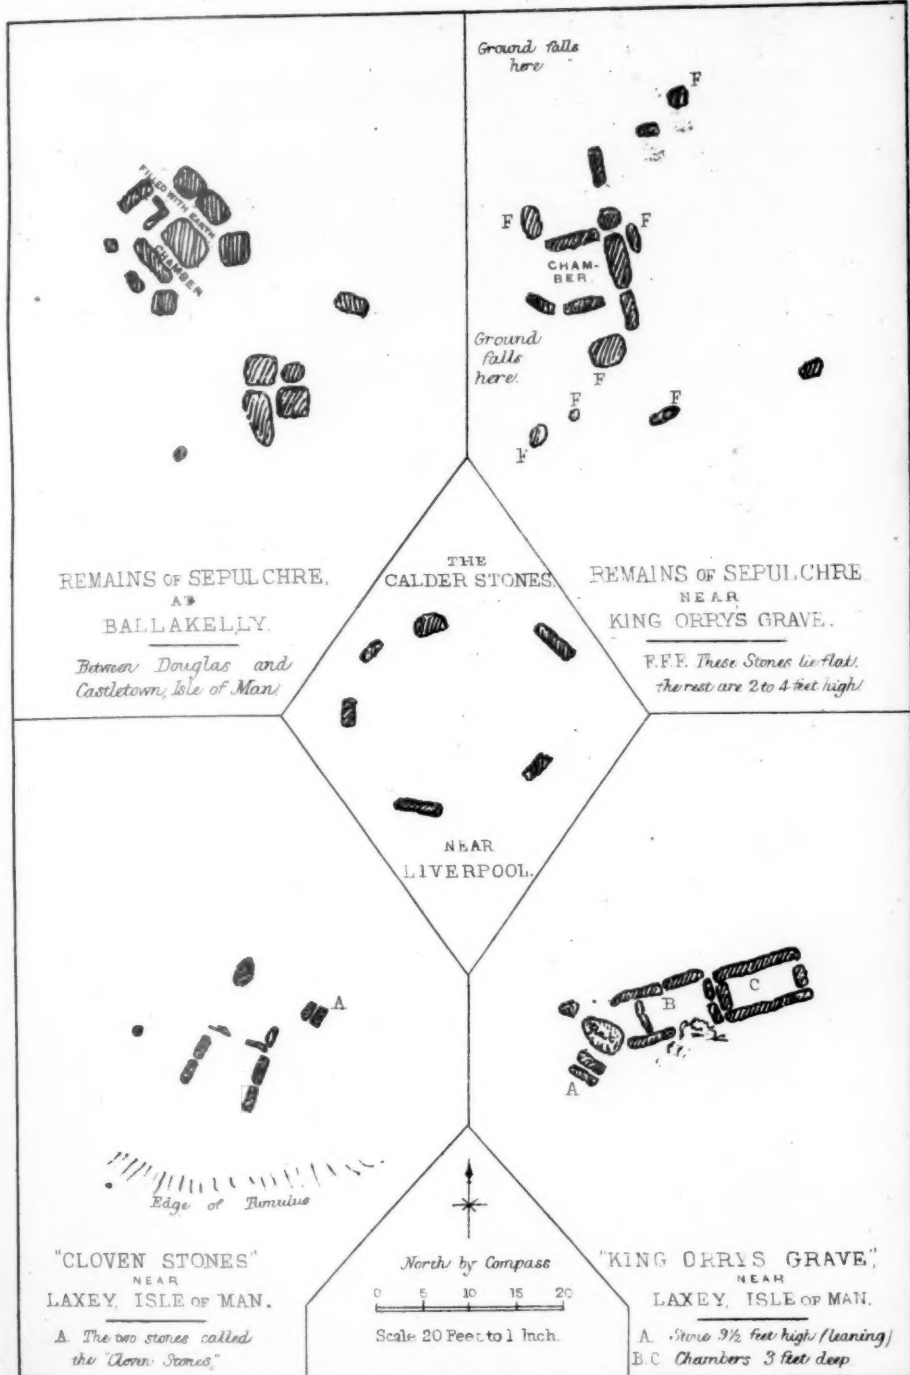 FILLED WITH EARTH
CHAMBER
REMAINS OF SEPULCHRE,
AT
BALLAKELLY.
Between Douglas and
Castletown, Isle of Man.
Ground falls
here
F
F
F
CHAM-
BER.
Ground
falls
here.
F
F
F
F
REMAINS OF SEPULCHRE
NEAR
KING ORRYS GRAVE.
F.F.F. These Stones lie flat.
the rest are 2 to 4 feet high
THE
CALDER STONES,
NEAR
LIVERPOOL.
A
Edge of Tumulus
"CLOVEN STONES"
NEAR
LAXEY, ISLE OF MAN.
A. The two stones called
the "Cloven Stones".
North by Compass
0 5 10 15 20
Scale 20 Feet to 1 Inch.
A
B
C
"KING ORRYS GRAVE",
NEAR
LAXEY, ISLE OF MAN.
A. Stone 9½ feet high (leaning)
B.C Chambers 3 feet deep